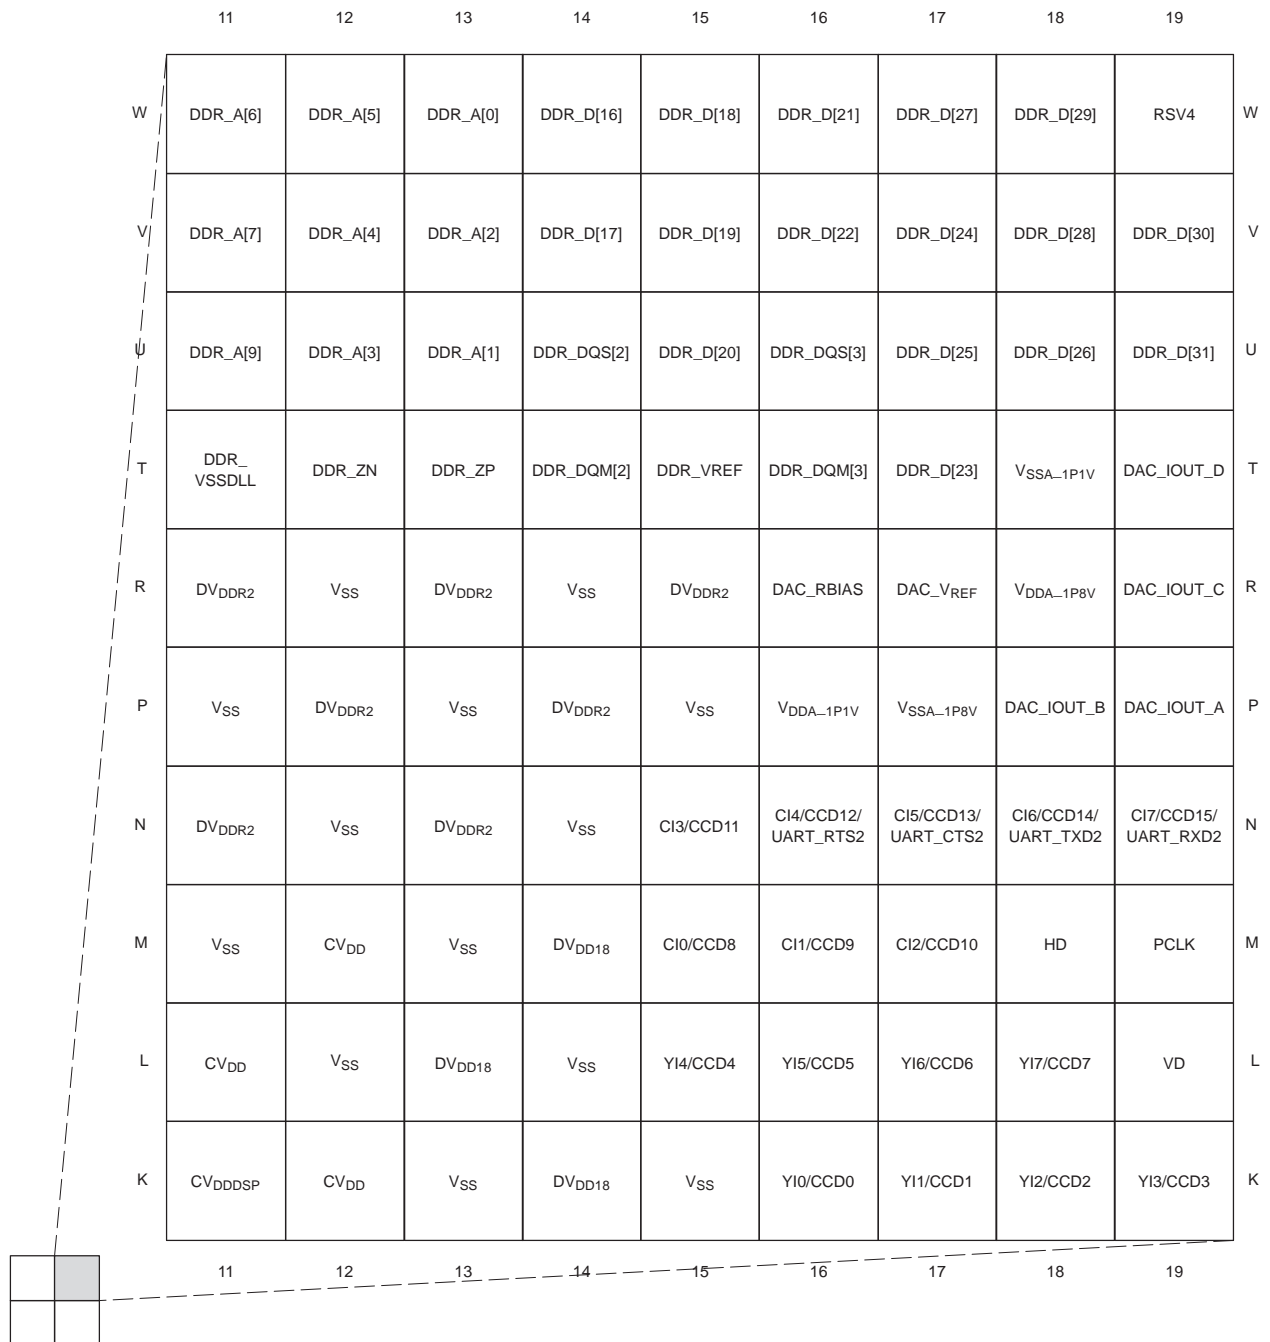 11 12 13 14 15 16 17 18 19
W DDR_A[6] DDR_A[5] DDR_A[0] DDR_D[16] DDR_D[18] DDR_D[21] DDR_D[27] DDR_D[29] RSV4 W
V DDR_A[7] DDR_A[4] DDR_A[2] DDR_D[17] DDR_D[19] DDR_D[22] DDR_D[24] DDR_D[28] DDR_D[30] V
U DDR_A[9] DDR_A[3] DDR_A[1] DDR_DQS[2] DDR_D[20] DDR_DQS[3] DDR_D[25] DDR_D[26] DDR_D[31] U
T DDR_
VSSDLL DDR_ZN DDR_ZP DDR_DQM[2] DDR_VREF DDR_DQM[3] DDR_D[23] VSSA_1P1V DAC_IOUT_D T
R DVDDR2 VSS DVDDR2 VSS DVDDR2 DAC_RBIAS DAC_VREF VDDA_1P8V DAC_IOUT_C R
P VSS DVDDR2 VSS DVDDR2 VSS VDDA_1P1V VSSA_1P8V DAC_IOUT_B DAC_IOUT_A P
N DVDDR2 VSS DVDDR2 VSS CI3/CCD11 CI4/CCD12/ CI5/CCD13/ CI6/CCD14/ CI7/CCD15/ N
UART_RTS2 UART_CTS2 UART_TXD2 UART_RXD2
M VSS CVDD VSS DVDD18 CI0/CCD8 CI1/CCD9 CI2/CCD10 HD PCLK M
L CVDD VSS DVDD18 VSS YI4/CCD4 YI5/CCD5 YI6/CCD6 YI7/CCD7 VD L
K CVDDDSP CVDD VSS DVDD18 VSS YI0/CCD0 YI1/CCD1 YI2/CCD2 YI3/CCD3 K
11 12 13 14 15 16 17 18 19